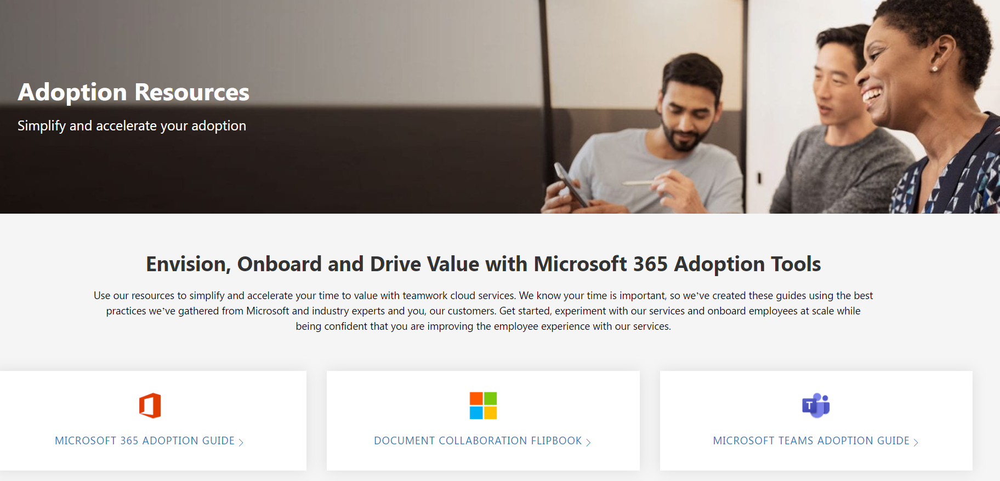 Adoption Resources
Simplify and accelerate your adoption
Envision, Onboard and Drive Value with Microsoft 365 Adoption Tools
Use our resources to simplify and accelerate your time to value with teamwork cloud services. We know your time is important, so we’ve created these guides using the best
practices we’ve gathered from Microsoft and industry experts and you, our customers. Get started, experiment with our services and onboard employees at scale while
being confident that you are improving the employee experience with our services.
MICROSOFT 365 ADOPTION GUIDE
DOCUMENT COLLABORATION FLIPBOOK
T
MICROSOFT TEAMS ADOPTION GUIDE